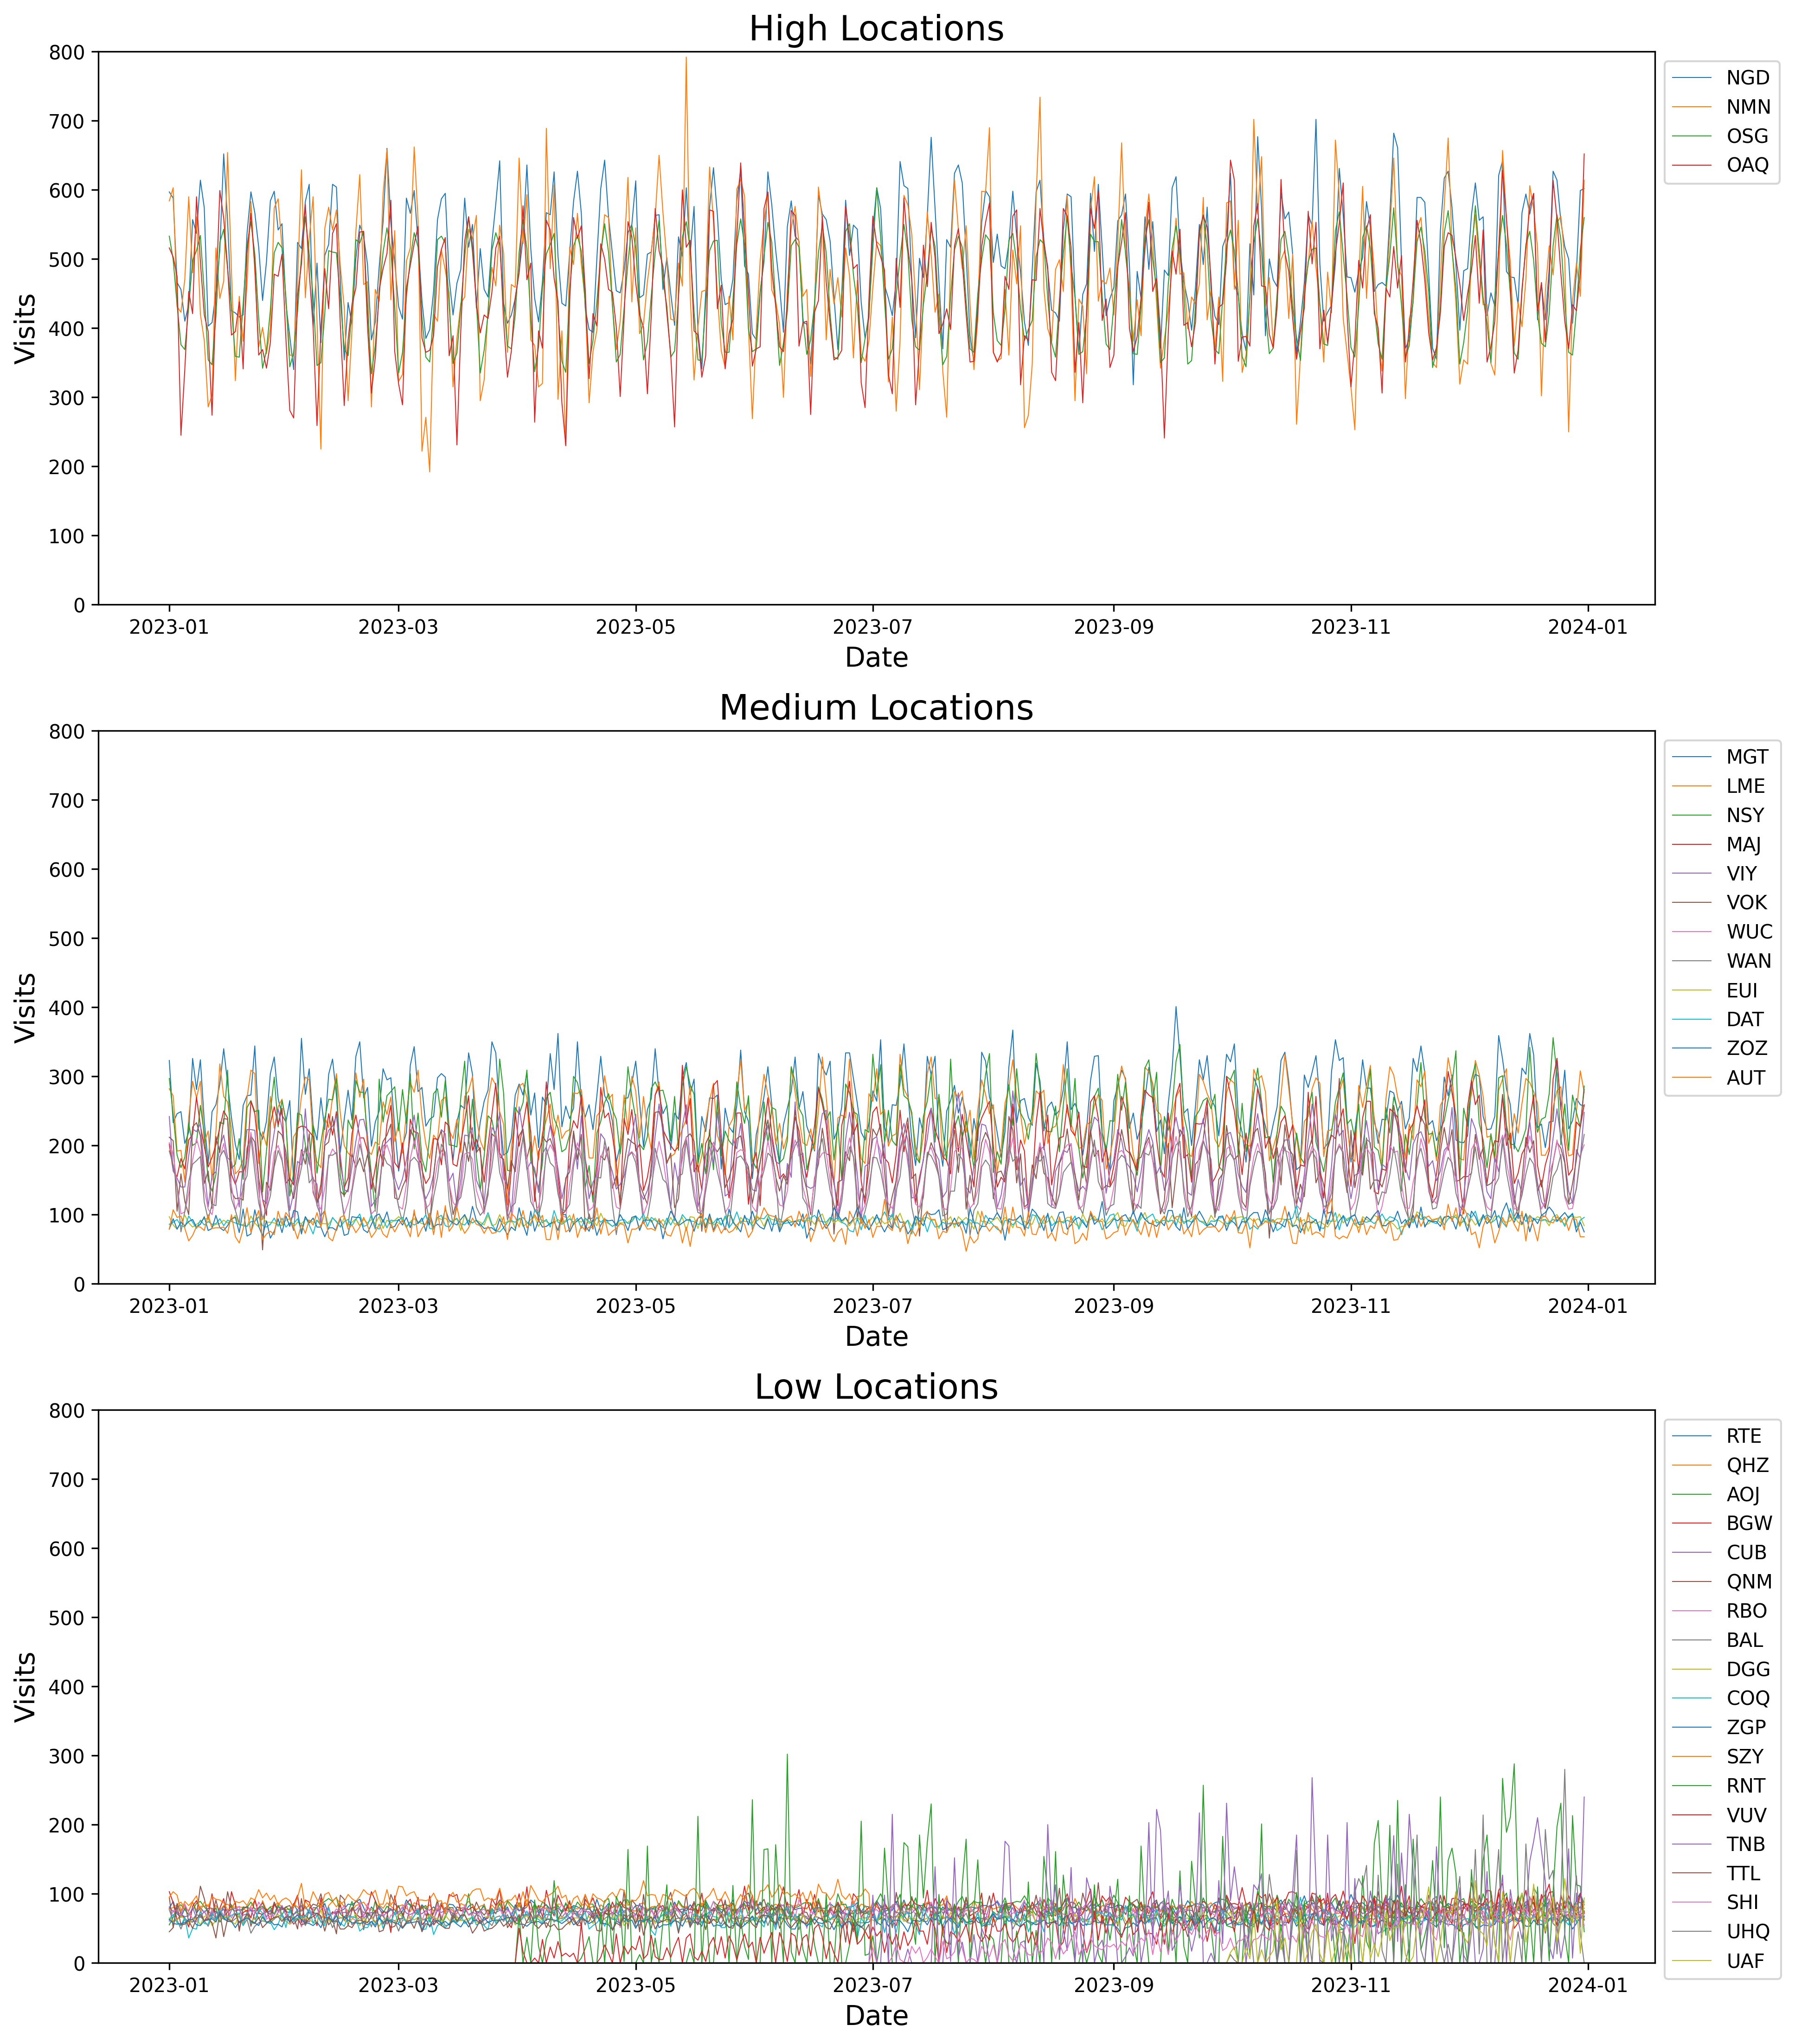 High Locations
800
700
600
500
400
300
200
100
0
Visits
2023-01 2023-03 2023-05 2023-07 2023-09 2023-11 2024-01
Date
NGD
NMN
OSG
OAQ
Medium Locations
800
700
600
500
400
300
200
100
0
Visits
2023-01 2023-03 2023-05 2023-07 2023-09 2023-11 2024-01
Date
MGT
LME
NSY
MAJ
VIY
VOK
WUC
WAN
EUI
DAT
ZOZ
AUT
Low Locations
800
700
600
500
400
300
200
100
0
Visits
2023-01 2023-03 2023-05 2023-07 2023-09 2023-11 2024-01
Date
RTE
QHZ
AOJ
BGW
CUB
QNM
RBO
BAL
DGG
COQ
ZGP
SZY
RNT
VUV
TNB
TTL
SHI
UHQ
UAF